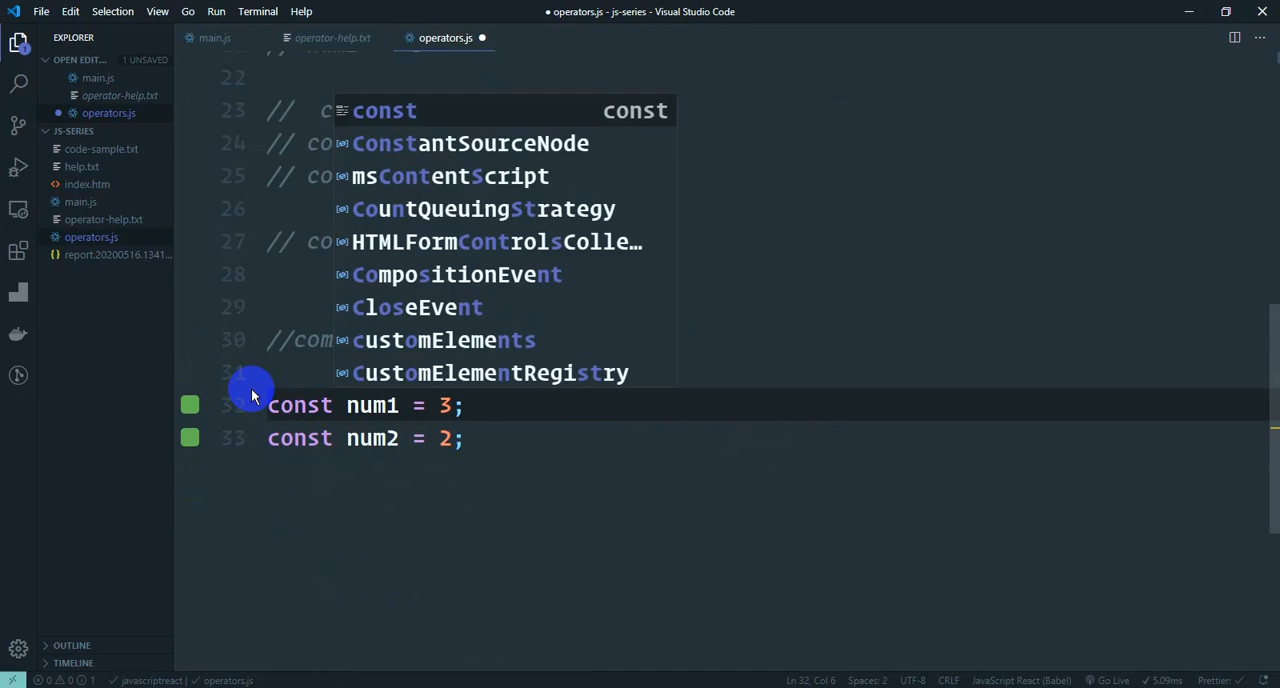 File Edit Selection View Go Run Terminal Help
● operators.js - js-series - Visual Studio Code
EXPLORER
main.js
operator-help.txt
operators.js
OPEN EDIT... 1 UNSAVED
main.js
operator-help.txt
operators.js
JS-SERIES
code-sample.txt
help.txt
index.htm
main.js
operator-help.txt
operators.js
report.20200516.1341...
OUTLINE
TIMELINE
22
23 // c
24 // co
25 // co
26
27 // co
28
29
30 //com
31
32 const num1 = 3;
33 const num2 = 2;
const const
ConstantSourceNode
msContentScript
CountQueuingStrategy
HTMLFormControlsColle...
CompositionEvent
CloseEvent
customElements
CustomElementRegistry
0 0 1 javascriptreact | ✓ operators.js
Ln 32, Col 6 Spaces: 2 UTF-8 CRLF JavaScript React (Babel) Go Live ✓ 5.09ms Prettier: ✓